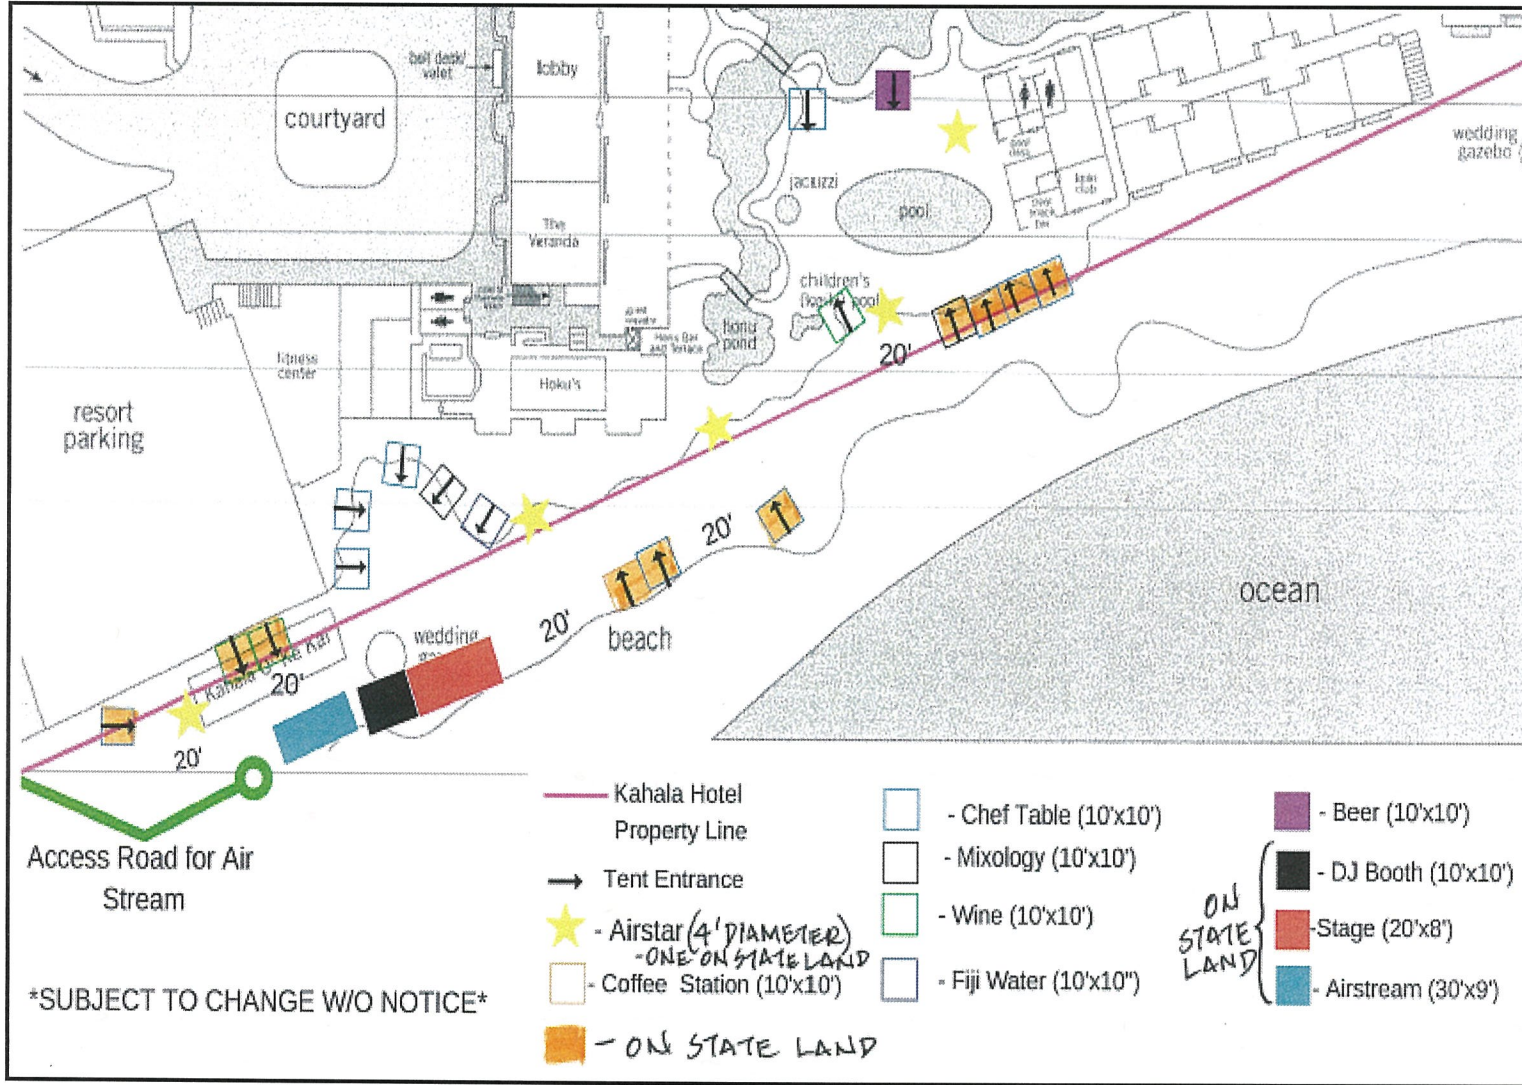 bell desk/
valet
lobby
courtyard
wedding
gazebo
jacuzzi
pool
The
Veranda
children's
pool
honu
pond
fitness
center
Hoku's
resort
parking
20'
20'
20'
20'
20'
ocean
beach
wedding
Kahala O Ke Kai
Access Road for Air
Stream
*SUBJECT TO CHANGE W/O NOTICE*
Kahala Hotel
Property Line
Tent Entrance
- Airstar (4' DIAMETER)
- ONE ON STATE LAND
- Coffee Station (10'x10')
- ON STATE LAND
- Chef Table (10'x10')
- Mixology (10'x10')
- Wine (10'x10')
- Fiji Water (10'x10")
- Beer (10'x10')
ON
STATE
LAND
- DJ Booth (10'x10')
-Stage (20'x8')
- Airstream (30'x9')